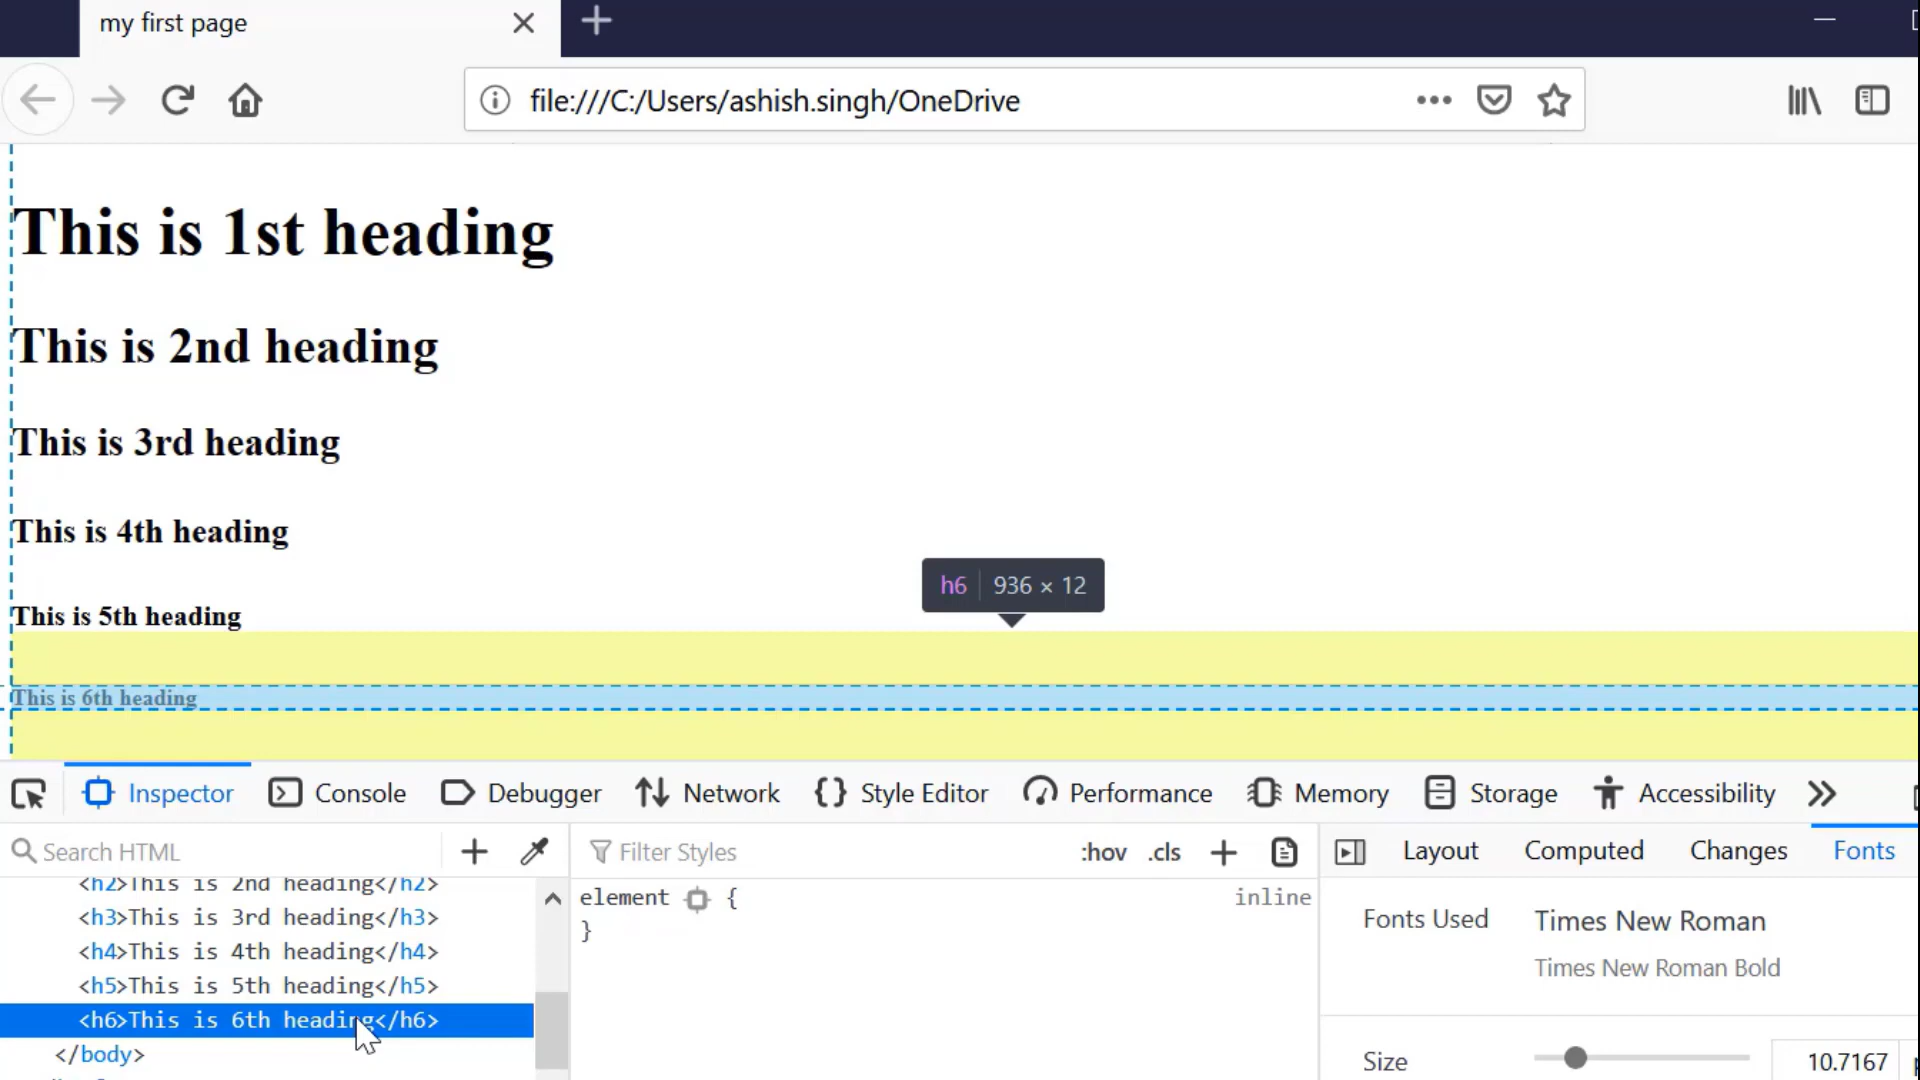 my first page
file:///C:/Users/ashish.singh/OneDrive
This is 1st heading
This is 2nd heading
This is 3rd heading
This is 4th heading
h6 936 × 12
This is 5th heading
This is 6th heading
Inspector Console Debugger Network Style Editor Performance Memory Storage Accessibility
Search HTML
Filter Styles :hov .cls
Layout Computed Changes Fonts
<h2>This is 2nd heading</h2>
<h3>This is 3rd heading</h3>
<h4>This is 4th heading</h4>
<h5>This is 5th heading</h5>
<h6>This is 6th heading</h6>
</body>
element {
inline
}
Fonts Used Times New Roman
Times New Roman Bold
Size 10.7167